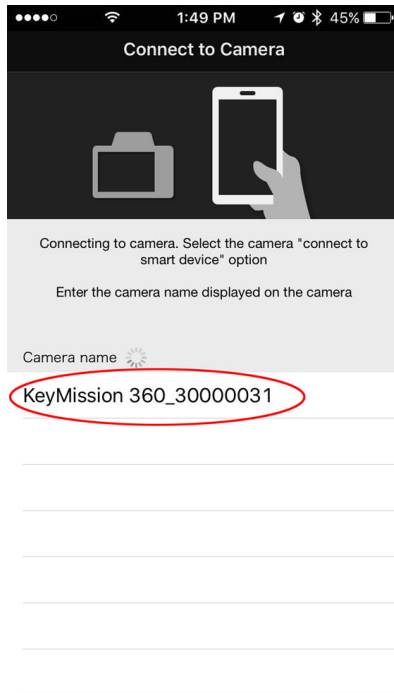 1:49 PM 45%
Connect to Camera
Connecting to camera. Select the camera "connect to
smart device" option
Enter the camera name displayed on the camera
Camera name
KeyMission 360_30000031